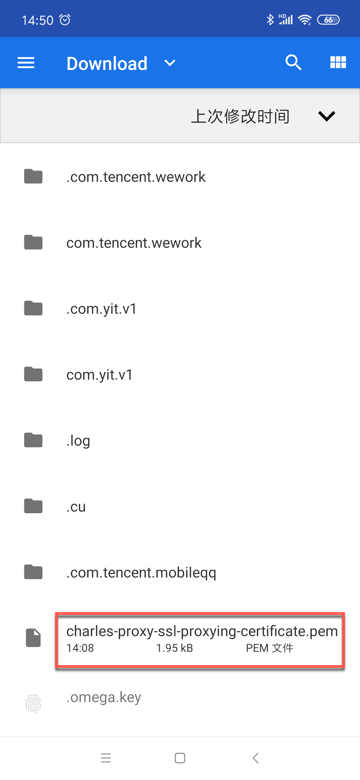 14:50
HD
66
Download
上次修改时间
.com.tencent.wework
com.tencent.wework
.com.yit.v1
com.yit.v1
.log
.cu
.com.tencent.mobileqq
charles-proxy-ssl-proxying-certificate.pem
14:08 1.95 kB PEM 文件
.omega.key